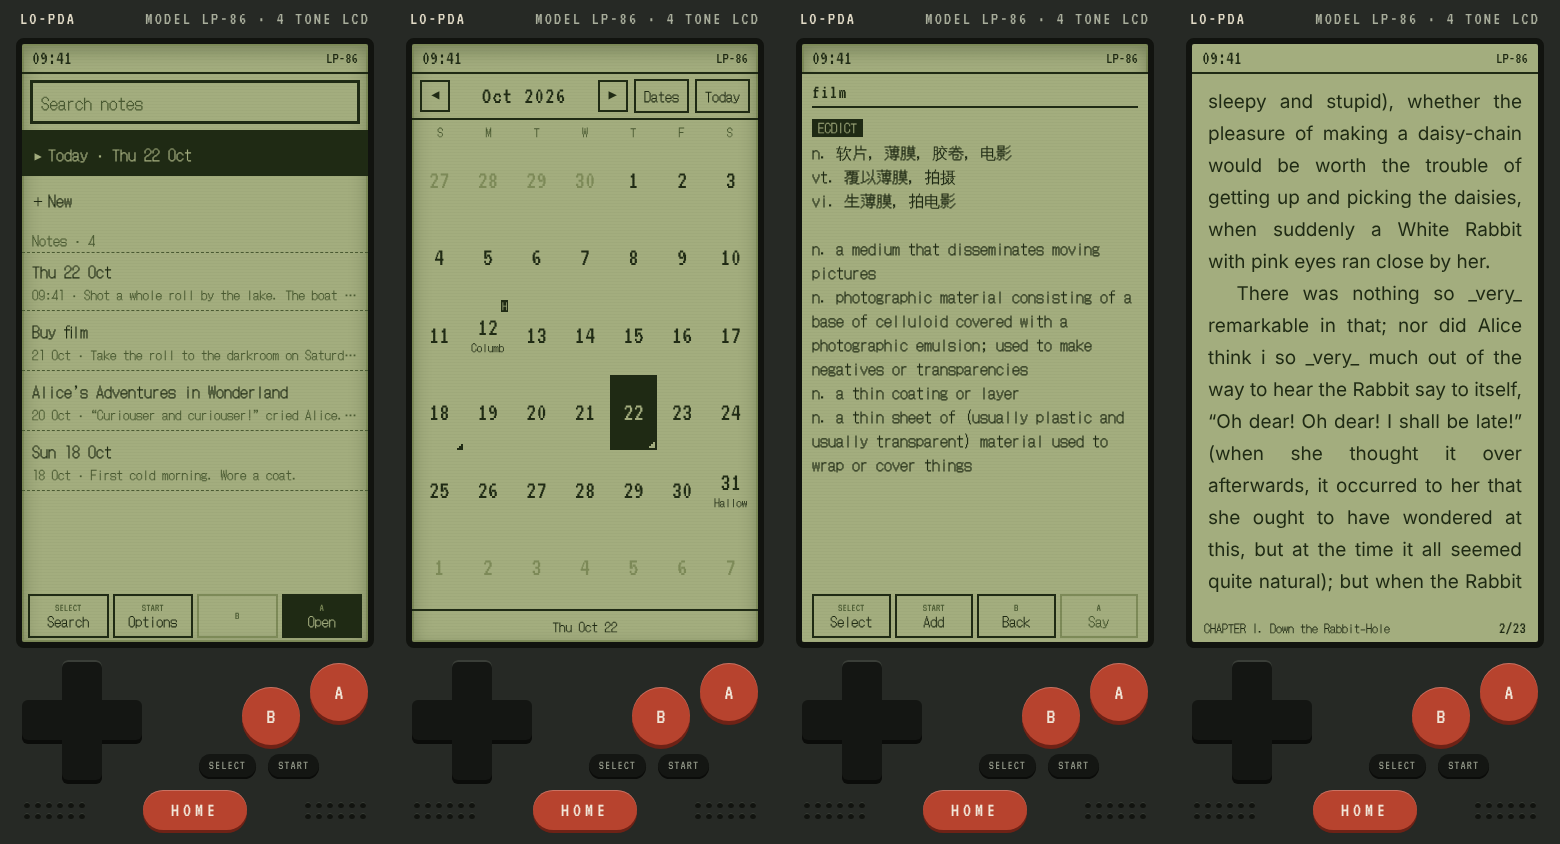 LO-PDA
MODEL LP-86 · 4 TONE LCD
09:41
LP-86
Search notes
▸ Today · Thu 22 Oct
+ New
Notes · 4
Thu 22 Oct
09:41 · Shot a whole roll by the lake. The boat ⋯
Buy film
21 Oct · Take the roll to the darkroom on Saturd⋯
Alice's Adventures in Wonderland
20 Oct · “Curiouser and curiouser!” cried Alice. ⋯
Sun 18 Oct
18 Oct · First cold morning. Wore a coat.
SELECT START B A
Search Options Open
B A
SELECT START
HOME
LO-PDA
MODEL LP-86 · 4 TONE LCD
09:41
LP-86
◄ Oct 2026 ► Dates Today
S M T W T F S
27 28 29 30 1 2 3
4 5 6 7 8 9 10
H
11 12 13 14 15 16 17
Columb
18 19 20 21 22 23 24
25 26 27 28 29 30 31
Hallow
1 2 3 4 5 6 7
Thu Oct 22
B A
SELECT START
HOME
LO-PDA
MODEL LP-86 · 4 TONE LCD
09:41
LP-86
film
ECDICT
n. 软片, 薄膜, 胶卷, 电影
vt. 覆以薄膜, 拍摄
vi. 生薄膜, 拍电影
n. a medium that disseminates moving
pictures
n. photographic material consisting of a
base of celluloid covered with a
photographic emulsion; used to make
negatives or transparencies
n. a thin coating or layer
n. a thin sheet of (usually plastic and
usually transparent) material used to
wrap or cover things
SELECT START B A
Select Add Back Say
B A
SELECT START
HOME
LO-PDA
MODEL LP-86 · 4 TONE LCD
09:41
LP-86
sleepy and stupid), whether the
pleasure of making a daisy-chain
would be worth the trouble of
getting up and picking the daisies,
when suddenly a White Rabbit
with pink eyes ran close by her.
There was nothing so _very_
remarkable in that; nor did Alice
think i so _very_ much out of the
way to hear the Rabbit say to itself,
“Oh dear! Oh dear! I shall be late!”
(when she thought it over
afterwards, it occurred to her that
she ought to have wondered at
this, but at the time it all seemed
quite natural); but when the Rabbit
CHAPTER I. Down the Rabbit-Hole
2/23
B A
SELECT START
HOME